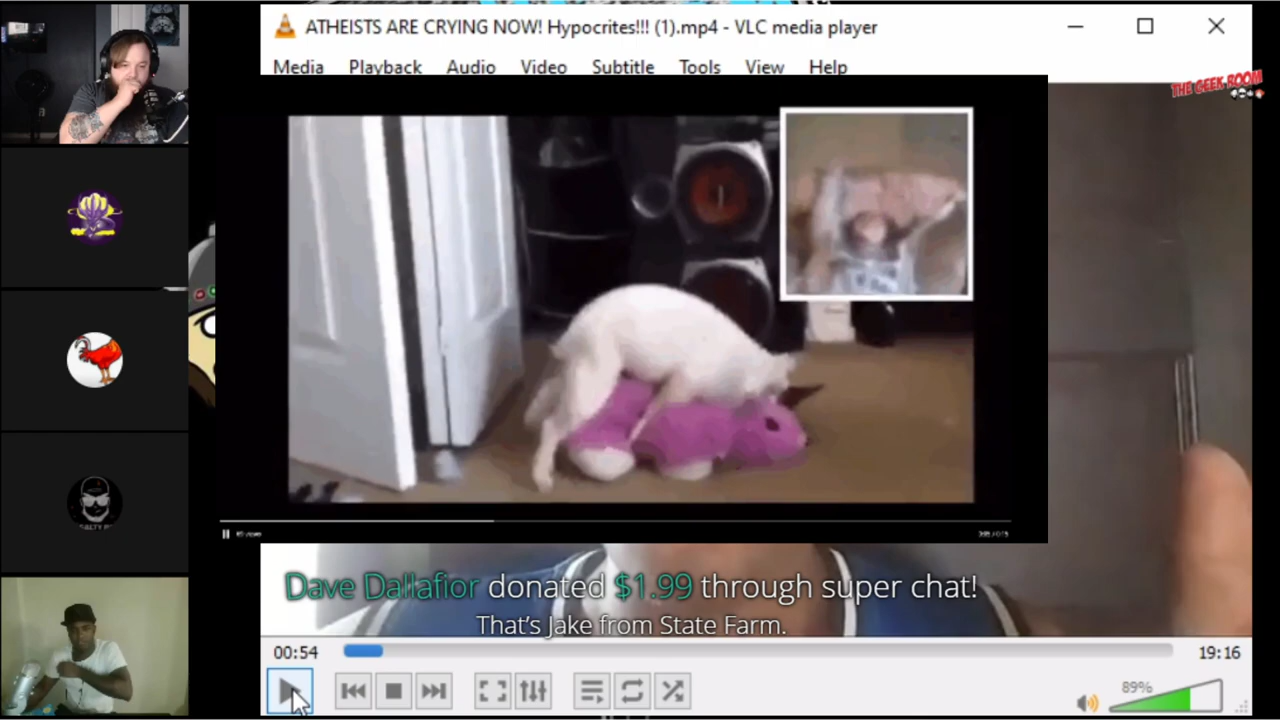 ATHEISTS ARE CRYING NOW! Hypocrites!!! (1).mp4 - VLC media player
Media Playback Audio Video Subtitle Tools View Help
THE GEEK ROOM
Dave Dallafior donated $1.99 through super chat!
That's Jake from State Farm.
00:54
19:16
89%